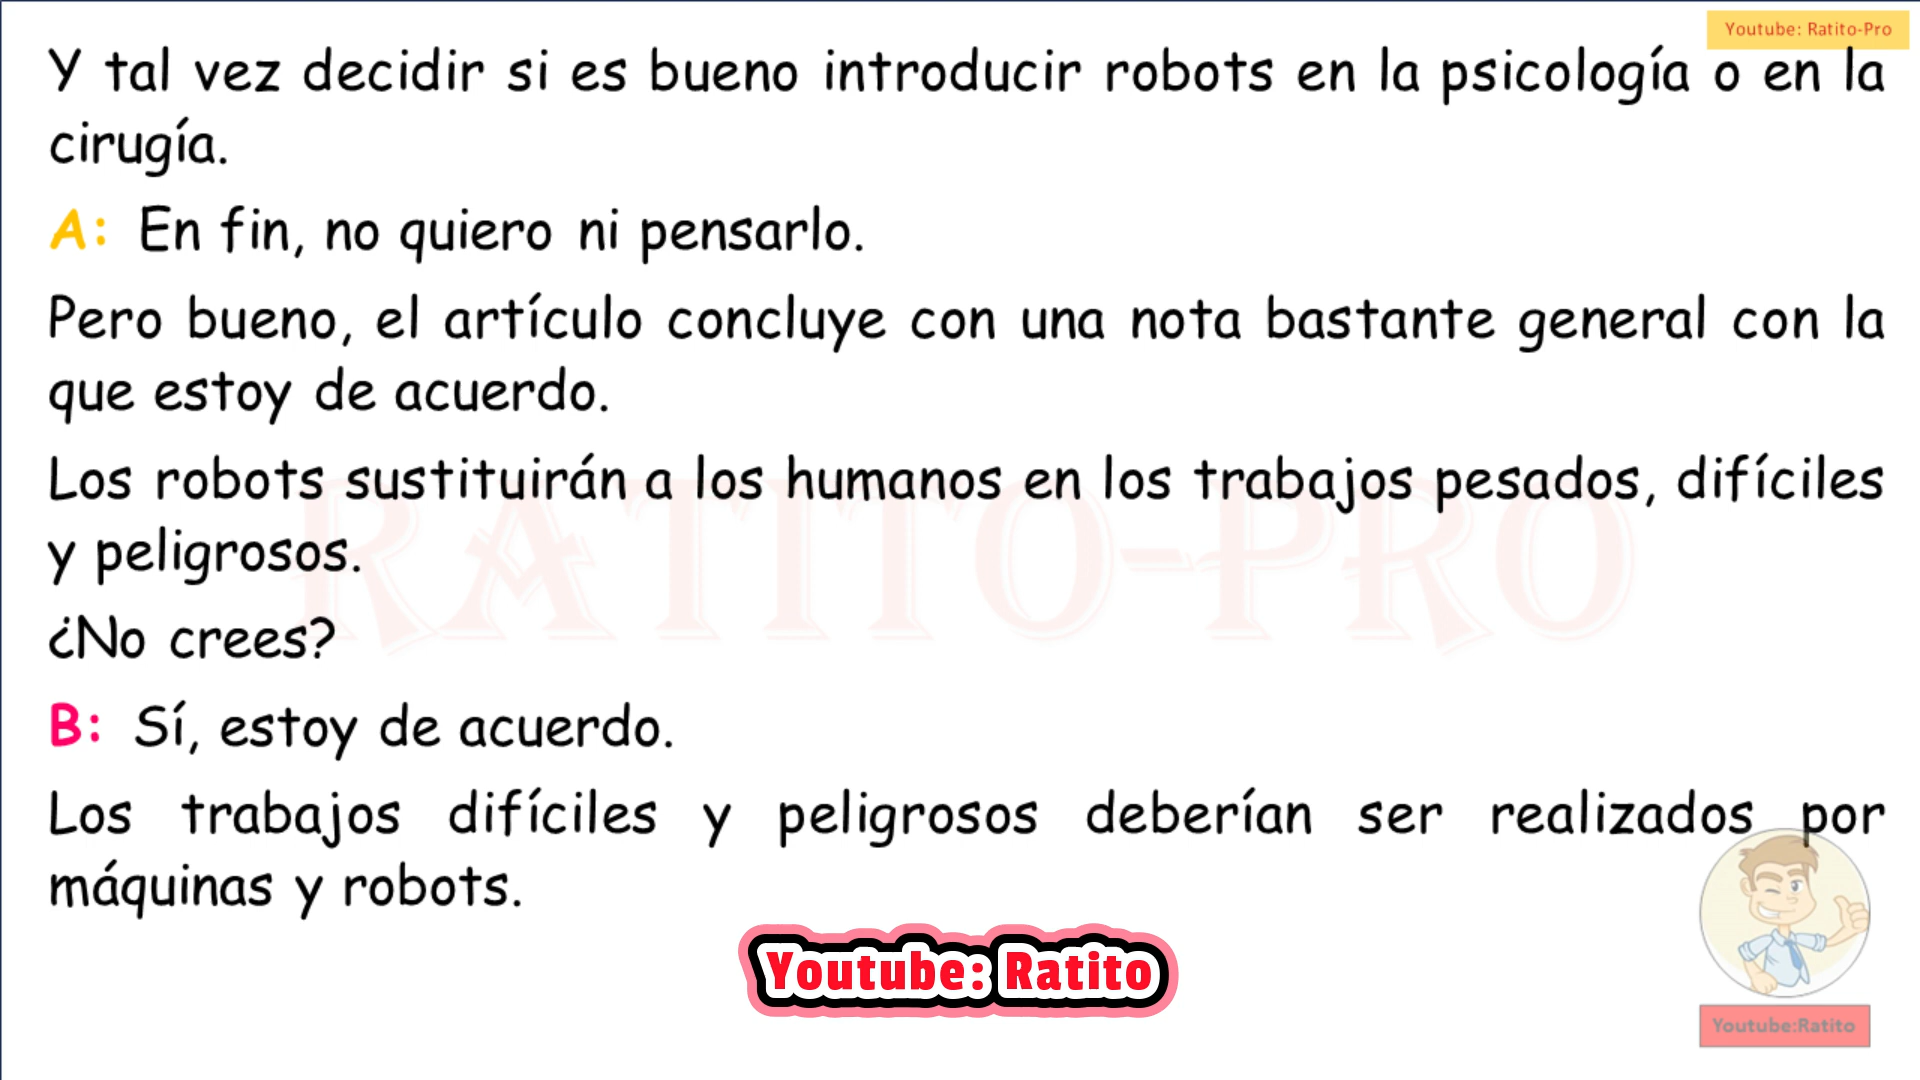 Youtube: Ratito-Pro
Y tal vez decidir si es bueno introducir robots en la psicología o en la
cirugía.
A: En fin, no quiero ni pensarlo.
Pero bueno, el artículo concluye con una nota bastante general con la
que estoy de acuerdo.
Los robots sustituirán a los humanos en los trabajos pesados, difíciles
y peligrosos.
RATITO-PRO
¿No crees?
B: Sí, estoy de acuerdo.
Los trabajos difíciles y peligrosos deberían ser realizados por
máquinas y robots.
Youtube: Ratito
Youtube:Ratito